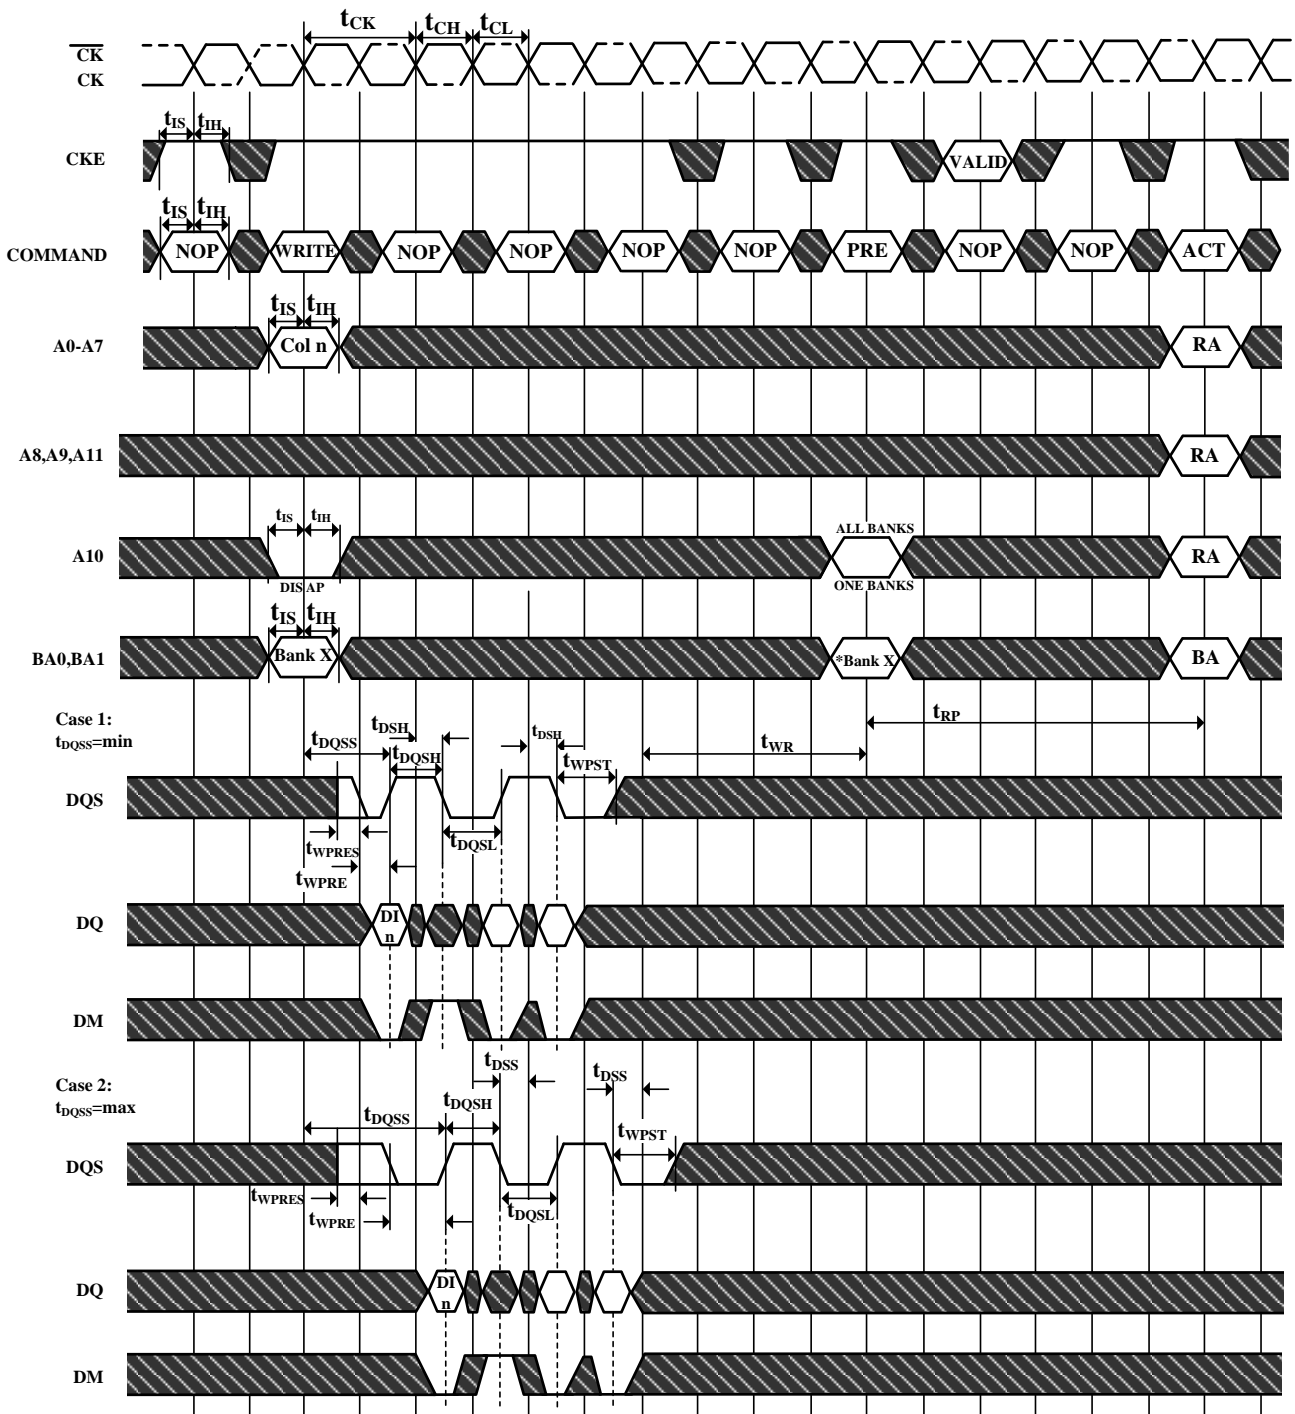 tCK tCH tCL
CK
CK
tIS tIH
CKE VALID
tIS tIH
COMMAND NOP WRITE NOP NOP NOP NOP PRE NOP NOP ACT
tIS tIH
A0-A7 Col n RA
A8,A9,A11 RA
tIS tIH ALL BANKS
A10 RA
DIS AP ONE BANKS
tIS tIH
BA0,BA1 Bank X *Bank X BA
Case 1:
tDQSS=min
tDQSS tDSH tDQSH tDSH tWPST tWR tRP
DQS
tWPRES tDQSL
tWPRE
DQ DI n
DM
Case 2:
tDQSS=max
tDQSS tDQSH tDSS tDSS tWPST
DQS
tWPRES tWPRE tDQSL
DQ DI n
DM